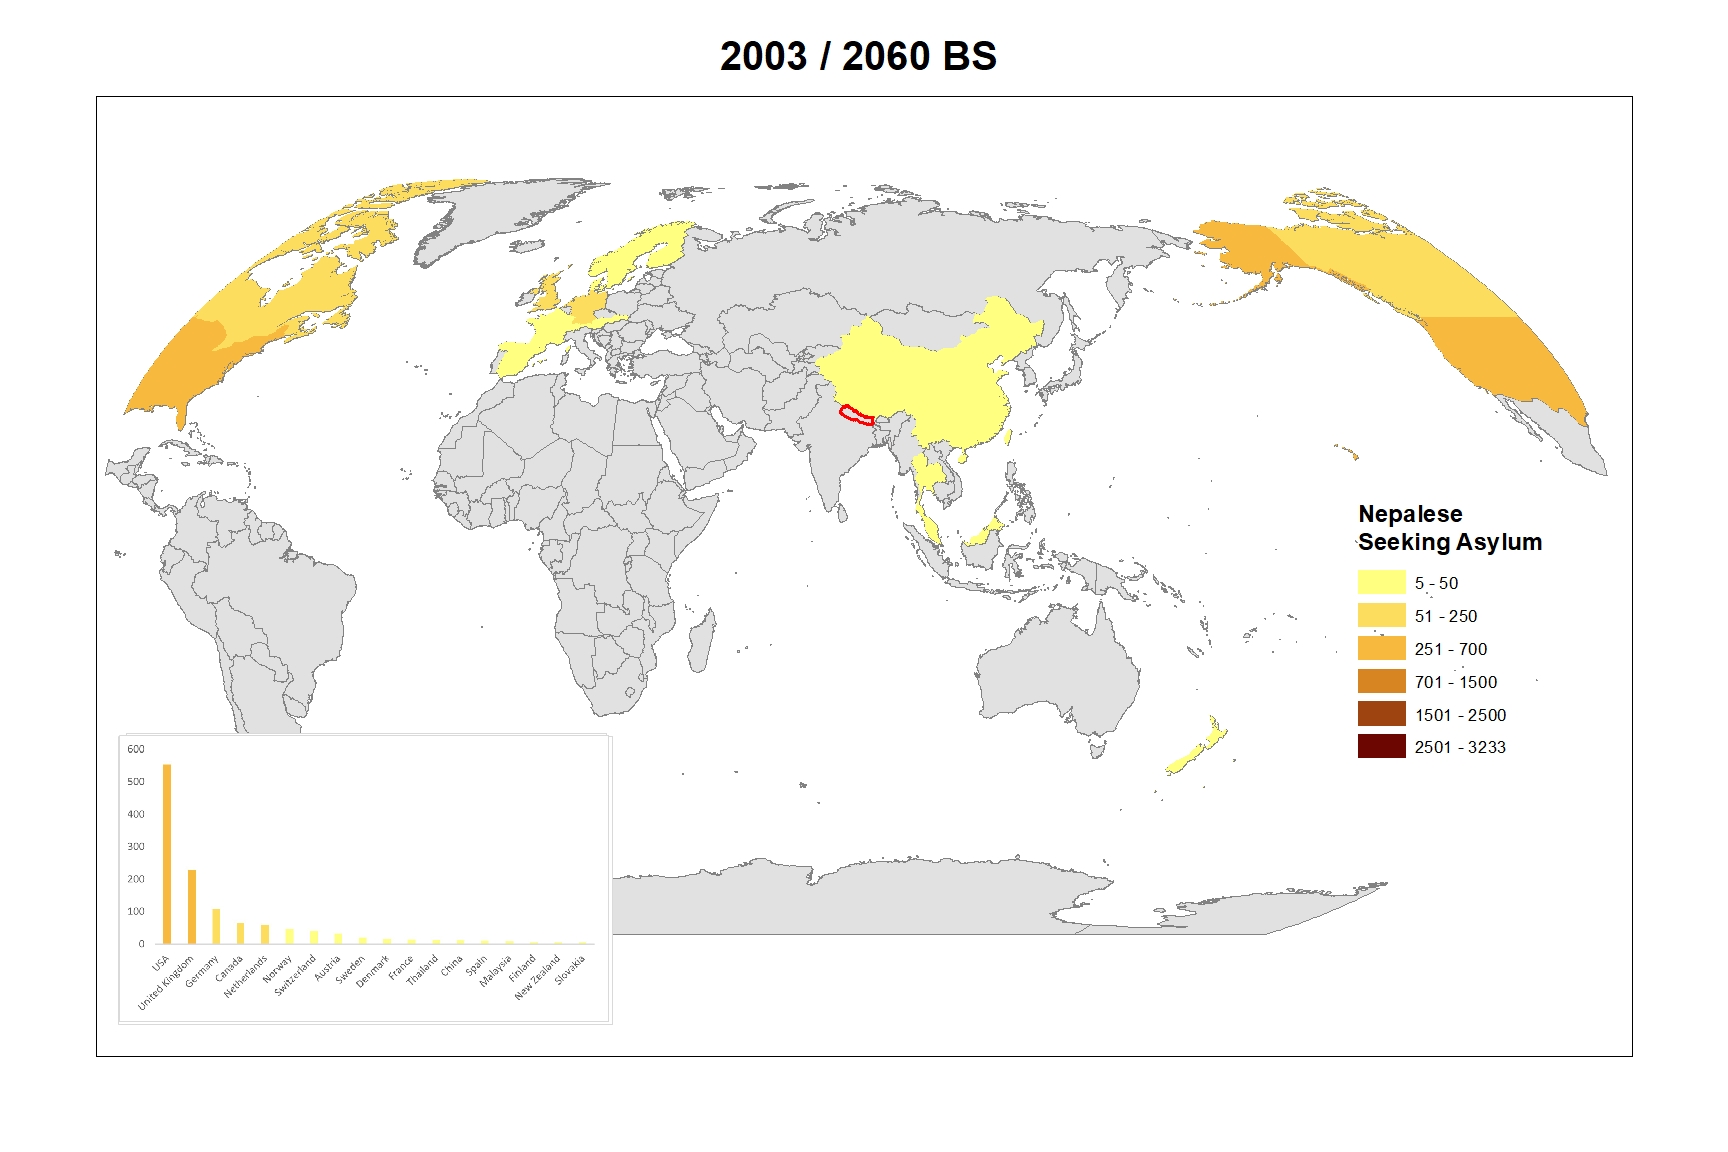 2003 / 2060 BS
Nepalese
Seeking Asylum
5 - 50
51 - 250
251 - 700
701 - 1500
1501 - 2500
2501 - 3233
600
500
400
300
200
100
0
USA
United Kingdom
Germany
Canada
Netherlands
Norway
Switzerland
Austria
Sweden
Denmark
France
Thailand
China
Spain
Malaysia
Finland
New Zealand
Slovakia